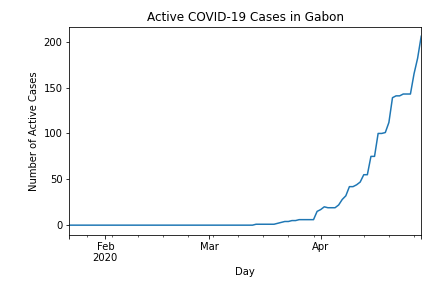 Active COVID-19 Cases in Gabon
200
150
100
50
0
Number of Active Cases
Feb
2020
Mar
Apr
Day